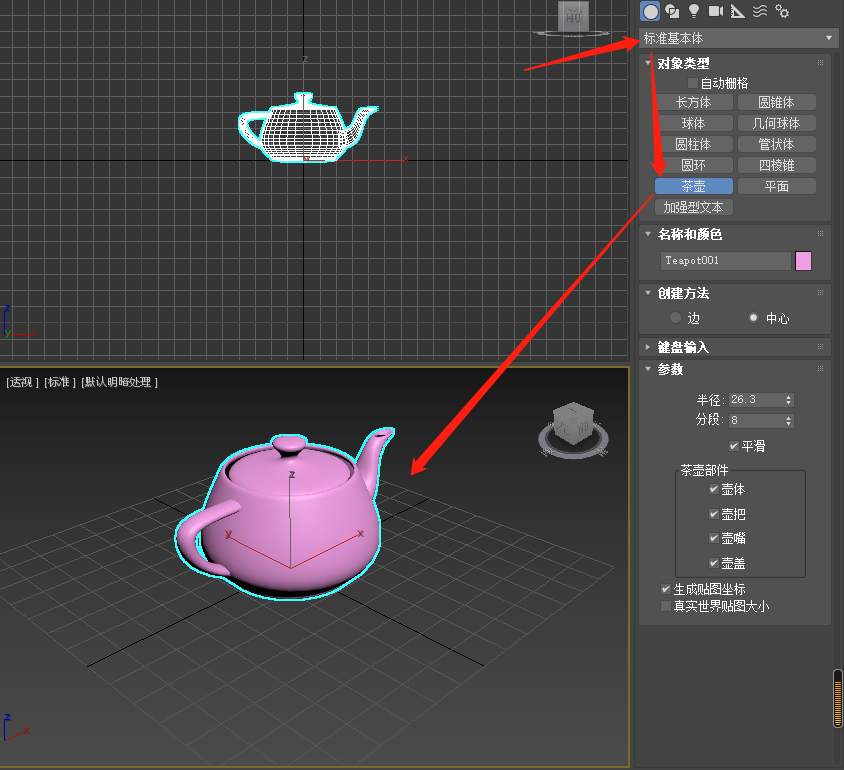 标准基本体
对象类型
自动栅格
长方体 圆锥体
球体 几何球体
圆柱体 管状体
圆环 四棱锥
茶壶 平面
加强型文本
名称和颜色
Teapot001
创建方法
边 中心
键盘输入
参数
半径: 26.3
分段: 8
平滑
茶壶部件
壶体
壶把
壶嘴
壶盖
生成贴图坐标
真实世界贴图大小
z
x
z
x
[透视] [标准] [默认明暗处理]
z
y
x
z
x